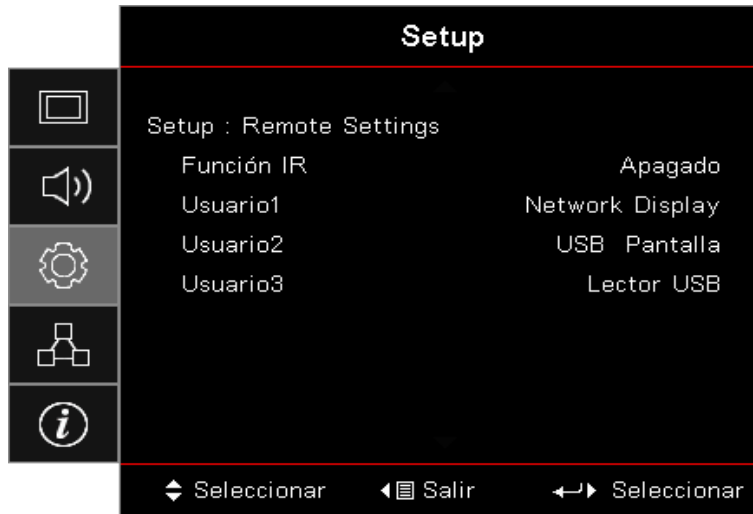 Setup
Setup : Remote Settings
Función IR Apagado
Usuario1 Network Display
Usuario2 USB Pantalla
Usuario3 Lector USB
Seleccionar Salir Seleccionar